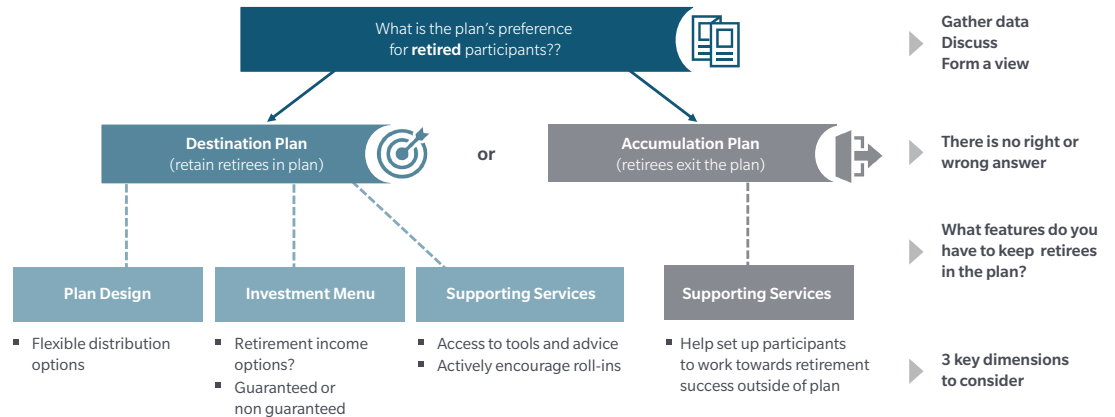 What is the plan's preference
for retired participants??
Gather data
Discuss
Form a view
Destination Plan
(retain retirees in plan)
or
Accumulation Plan
(retirees exit the plan)
There is no right or
wrong answer
What features do you
have to keep retirees
in the plan?
Plan Design
Investment Menu
Supporting Services
Supporting Services
▪ Flexible distribution
options
▪ Retirement income
options?
▪ Guaranteed or
non guaranteed
▪ Access to tools and advice
▪ Actively encourage roll-ins
▪ Help set up participants
to work towards retirement
success outside of plan
3 key dimensions
to consider